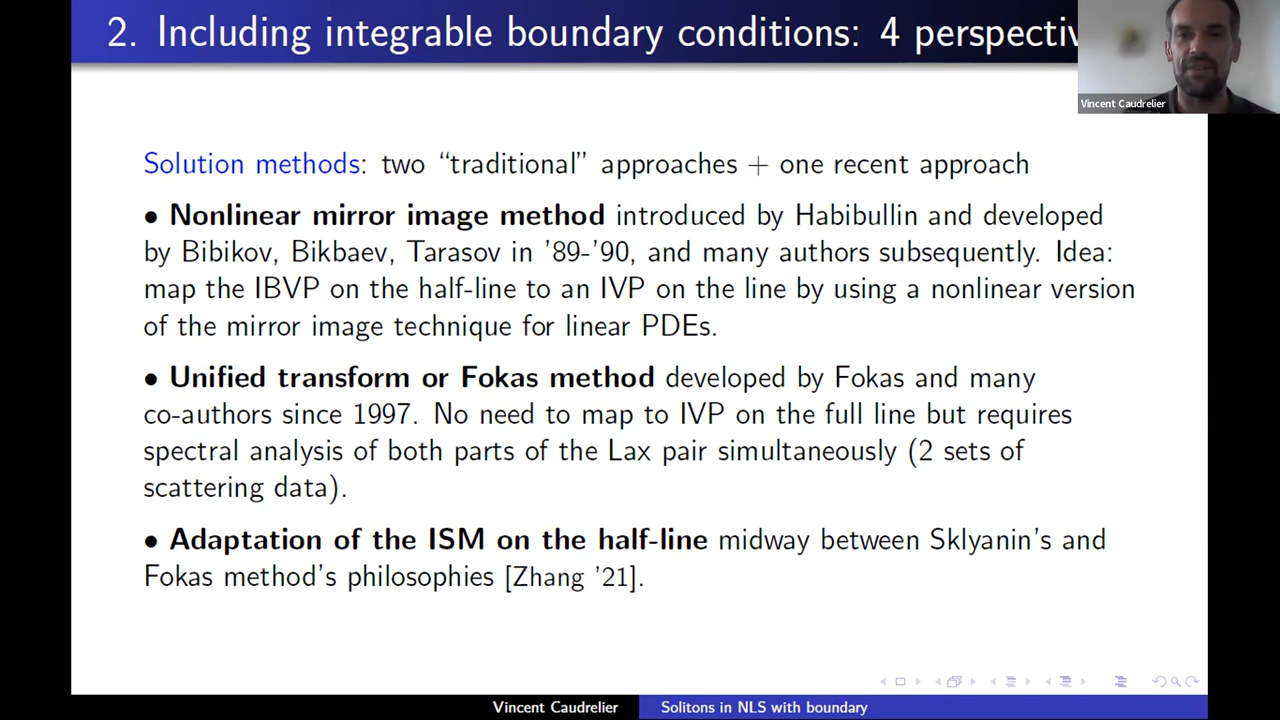 2. Including integrable boundary conditions: 4 perspectiv
Vincent Caudrelier
Solution methods: two “traditional” approaches + one recent approach
• Nonlinear mirror image method introduced by Habibullin and developed
by Bibikov, Bikbaev, Tarasov in ’89-’90, and many authors subsequently. Idea:
map the IBVP on the half-line to an IVP on the line by using a nonlinear version
of the mirror image technique for linear PDEs.
• Unified transform or Fokas method developed by Fokas and many
co-authors since 1997. No need to map to IVP on the full line but requires
spectral analysis of both parts of the Lax pair simultaneously (2 sets of
scattering data).
• Adaptation of the ISM on the half-line midway between Sklyanin’s and
Fokas method’s philosophies [Zhang ’21].
Vincent Caudrelier
Solitons in NLS with boundary